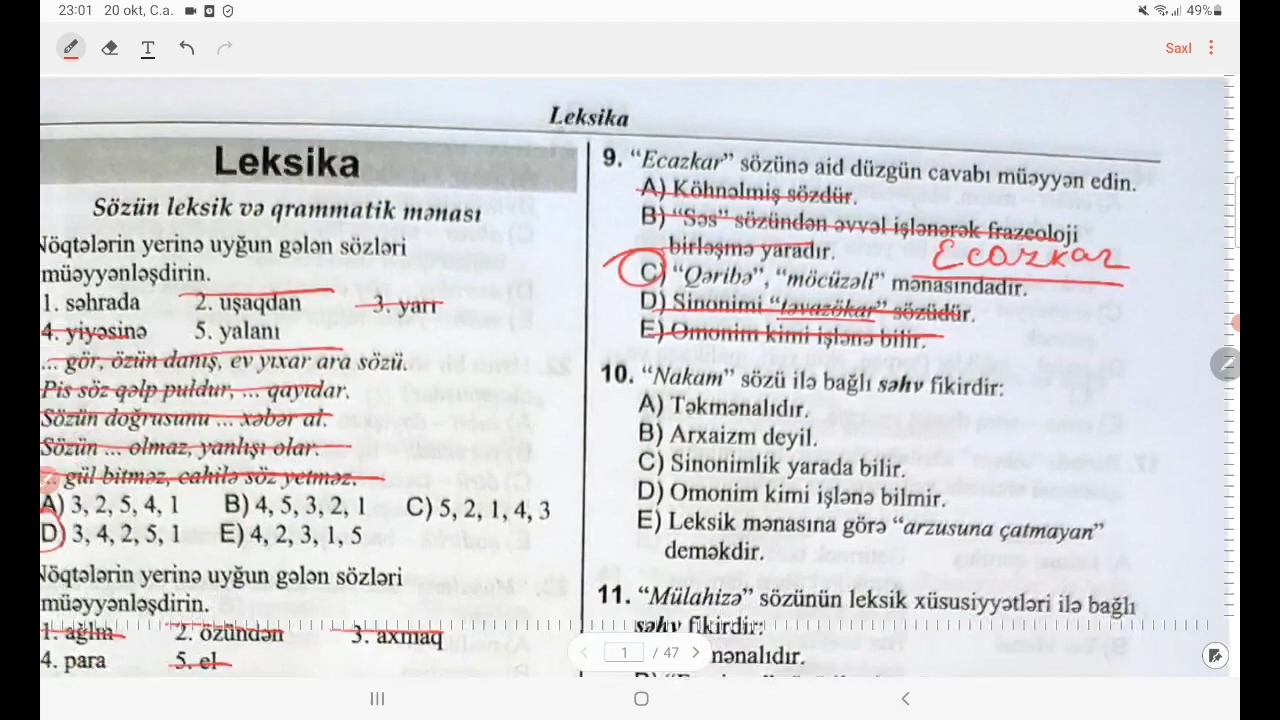 23:01 20 okt, C.a. 49%
T Saxl
Leksika
Leksika
Sözün leksik və qrammatik mənası
Nöqtələrin yerinə uyğun gələn sözləri
müəyyənləşdirin.
1. səhrada 2. uşaqdan 3. yarı
4. yiyəsinə 5. yalanı
... gör, özün danış, ev yıxar ara sözü.
Pis söz qəlp puldur, ... qayıdar.
Sözün doğrusunu ... xəbər al.
Sözün ... olmaz, yanlışı olar.
... gül bitməz, cahilə söz yetməz.
A) 3, 2, 5, 4, 1 B) 4, 5, 3, 2, 1 C) 5, 2, 1, 4, 3
D) 3, 4, 2, 5, 1 E) 4, 2, 3, 1, 5
Nöqtələrin yerinə uyğun gələn sözləri
müəyyənləşdirin.
1. ağlın 2. özündən 3. axmaq
4. para 5. el
9. “Ecazkar” sözünə aid düzgün cavabı müəyyən edin.
A) Köhnəlmiş sözdür.
B) “Səs” sözündən əvvəl işlənərək frazeoloji
birləşmə yaradır.
Ecazkar
C) “Qəribə”, “möcüzəli” mənasındadır.
D) Sinonimi “ləvazökar” sözüdür.
E) Omonim kimi işlənə bilir.
10. “Nakam” sözü ilə bağlı səhv fikirdir:
A) Təkmənalıdır.
B) Arxaizm deyil.
C) Sinonimlik yarada bilir.
D) Omonim kimi işlənə bilmir.
E) Leksik mənasına görə “arzusuna çatmayan”
deməkdir.
11. “Mülahizə” sözünün leksik xüsusiyyətləri ilə bağlı
səhv fikirdir:
mənalıdır.
1 / 47